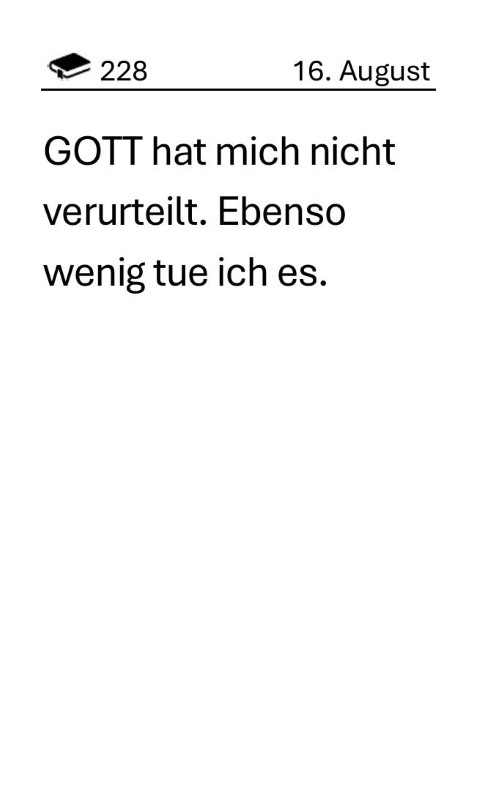 228 16. August
GOTT hat mich nicht
verurteilt. Ebenso
wenig tue ich es.